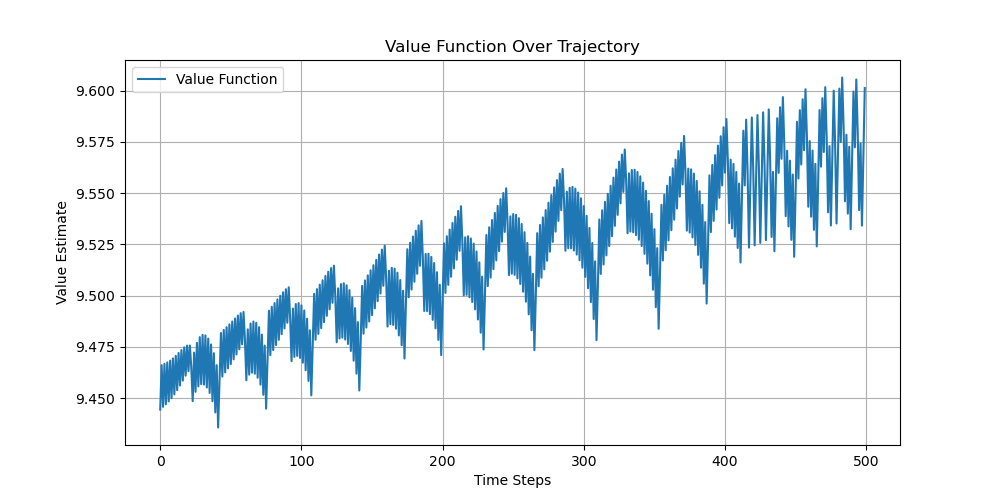 Value Function Over Trajectory
Value Function
9.600
9.575
9.550
9.525
9.500
9.475
9.450
Value Estimate
0 100 200 300 400 500
Time Steps